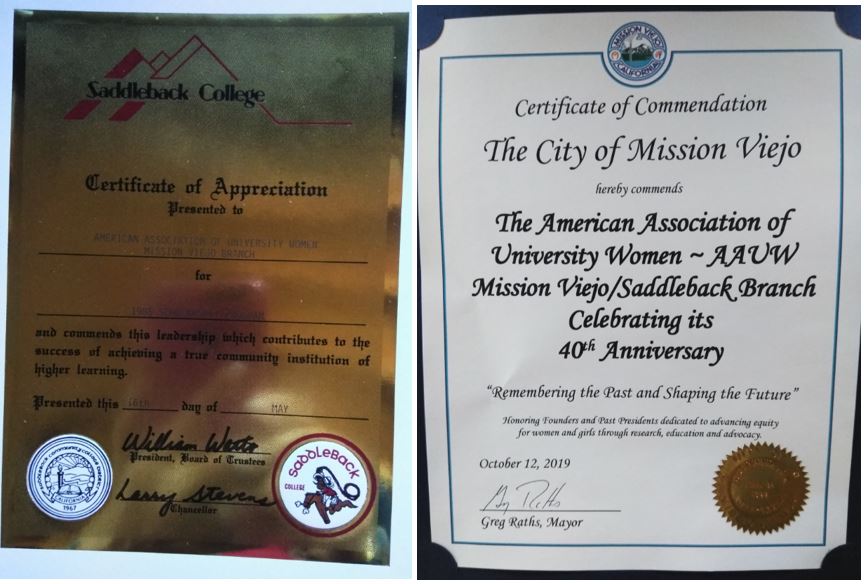 Saddleback College
Certificate of Appreciation
Presented to
AMERICAN ASSOCIATION OF UNIVERSITY WOMEN
MISSION VIEJO BRANCH
for
and commends this leadership which contributes to the
success of achieving a true community institution of
higher learning.
Presented this 16th day of MAY
William Watts
President, Board of Trustees
Larry Stevens
Chancellor
CALIFORNIA
1967
SADDLEBACK
COLLEGE
MISSION VIEJO
CALIFORNIA
Certificate of Commendation
The City of Mission Viejo
hereby commends
The American Association of
University Women ~ AAUW
Mission Viejo/Saddleback Branch
Celebrating its
40th Anniversary
“Remembering the Past and Shaping the Future”
Honoring Founders and Past Presidents dedicated to advancing equity
for women and girls through research, education and advocacy.
October 12, 2019
Greg Raths
Greg Raths, Mayor